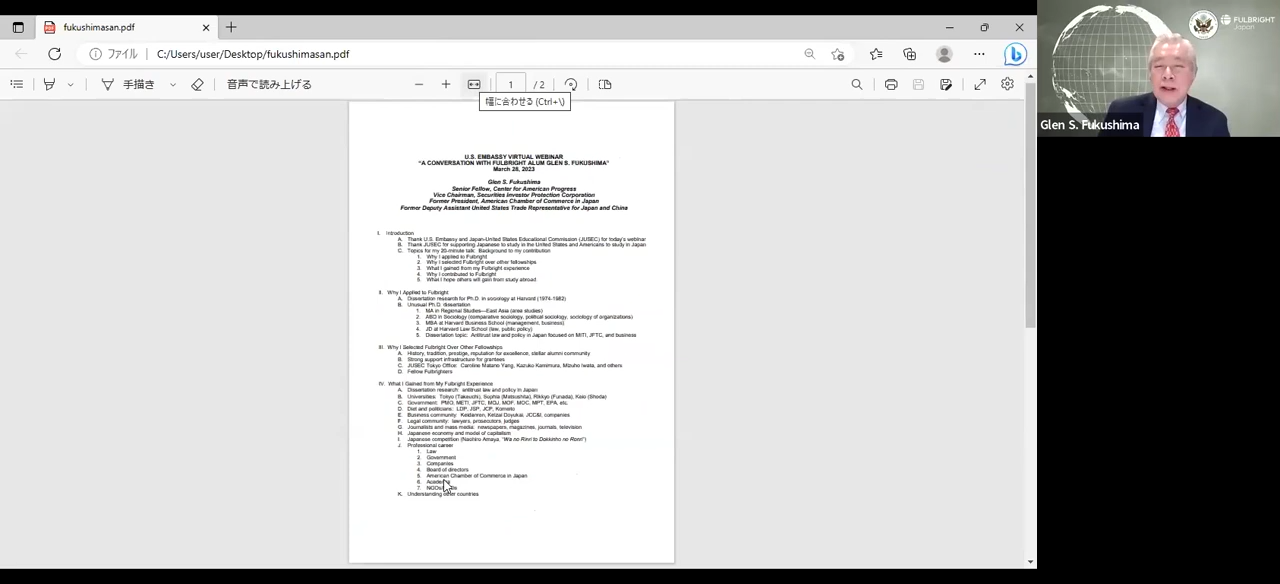 fukushimasan.pdf
ファイル
C:/Users/user/Desktop/fukushimasan.pdf
手描き
音声で読み上げる
1 / 2
幅に合わせる (Ctrl+\)
FULBRIGHT
Japan
Glen S. Fukushima
U.S. EMBASSY VIRTUAL WEBINAR
"A CONVERSATION WITH FULBRIGHT ALUM GLEN S. FUKUSHIMA"
March 28, 2023
Glen S. Fukushima
Senior Fellow, Center for American Progress
Vice Chairman, Securities Investor Protection Corporation
Former President, American Chamber of Commerce in Japan
Former Deputy Assistant United States Trade Representative for Japan and China
I. Introduction
A. Thank U.S. Embassy and Japan-United States Educational Commission (JUSEC) for today's webinar
B. Thank JUSEC for supporting Japanese to study in the United States and Americans to study in Japan
C. Topics for my 20-minute talk: Background to my contribution
1. Why I applied to Fulbright
2. Why I selected Fulbright over other fellowships
3. What I gained from my Fulbright experience
4. Why I contributed to Fulbright
5. What I hope others will gain from study abroad
II. Why I Applied to Fulbright
A. Dissertation research for Ph.D. in sociology at Harvard (1974-1982)
B. Unusual Ph.D. dissertation
1. MA in Regional Studies—East Asia (area studies)
2. ABD in Sociology (comparative sociology, political sociology, sociology of organizations)
3. MBA at Harvard Business School (management, business)
4. JD at Harvard Law School (law, public policy)
5. Dissertation topic: Antitrust law and policy in Japan focused on MITI, JFTC, and business
III. Why I Selected Fulbright Over Other Fellowships
A. History, tradition, prestige, reputation for excellence, stellar alumni community
B. Strong support infrastructure for grantees
C. JUSEC Tokyo Office: Caroline Matano Yang, Kazuko Kamimura, Mizuho Iwata, and others
D. Fellow Fulbrighters
IV. What I Gained from My Fulbright Experience
A. Dissertation research: antitrust law and policy in Japan
B. Universities: Tokyo (Takeuchi), Sophia (Matsushita), Rikkyo (Funada), Keio (Shoda)
C. Government: PMO, METI, JFTC, MOJ, MOF, MOC, MPT, EPA, etc.
D. Diet and politicians: LDP, JSP, JCP, Komeito
E. Business community: Keidanren, Keizai Doyukai, JCC&I, companies
F. Legal community: lawyers, prosecutors, judges
G. Journalists and mass media: newspapers, magazines, journals, television
H. Japanese economy and model of capitalism
I. Japanese competition (Naohiro Amaya, "Wa no Rinri to Dokkinho no Ronri")
J. Professional career
1. Law
2. Government
3. Companies
4. Board of directors
5. American Chamber of Commerce in Japan
6.
7.
K. Understanding other countries